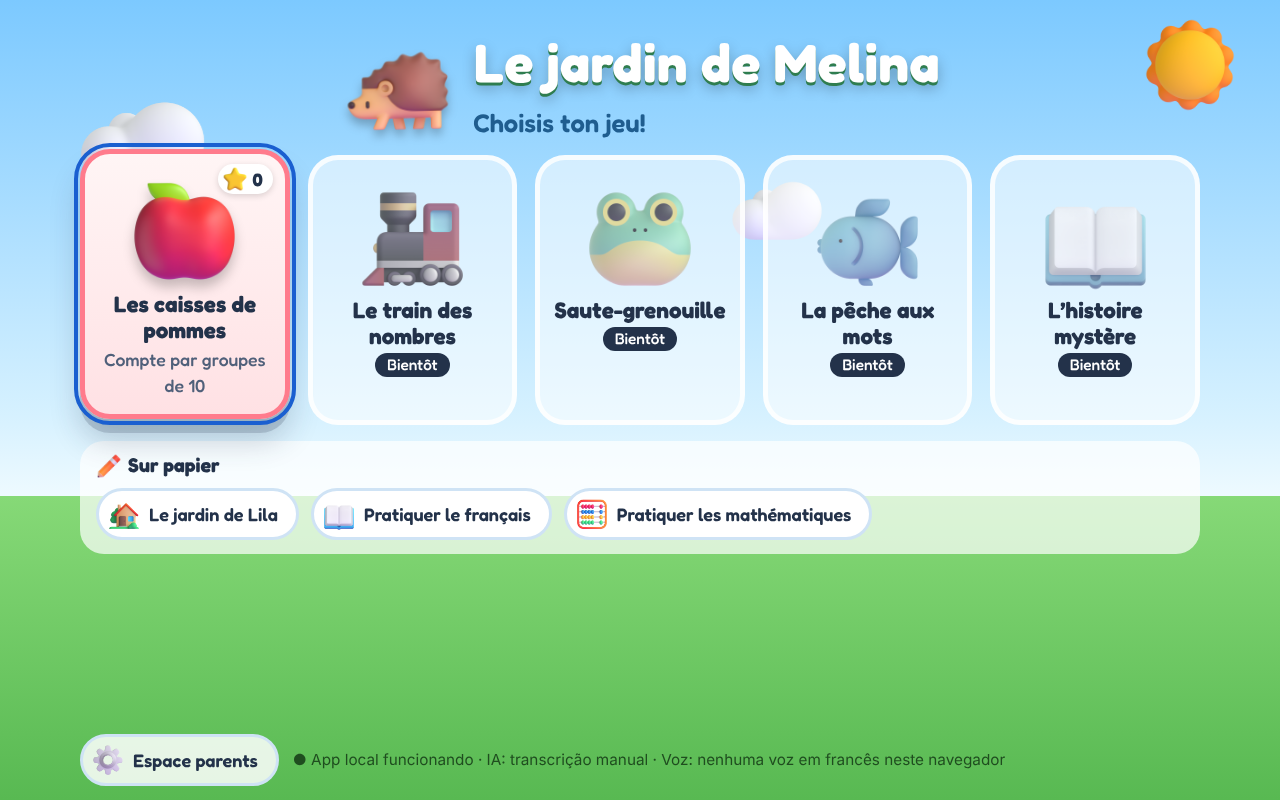 Le jardin de Melina
Choisis ton jeu!
0
Les caisses de
pommes
Compte par groupes
de 10
Le train des
nombres
Bientôt
Saute-grenouille
Bientôt
La pêche aux
mots
Bientôt
L’histoire
mystère
Bientôt
Sur papier
Le jardin de Lila
Pratiquer le français
Pratiquer les mathématiques
Espace parents
● App local funcionando · IA: transcrição manual · Voz: nenhuma voz em francês neste navegador